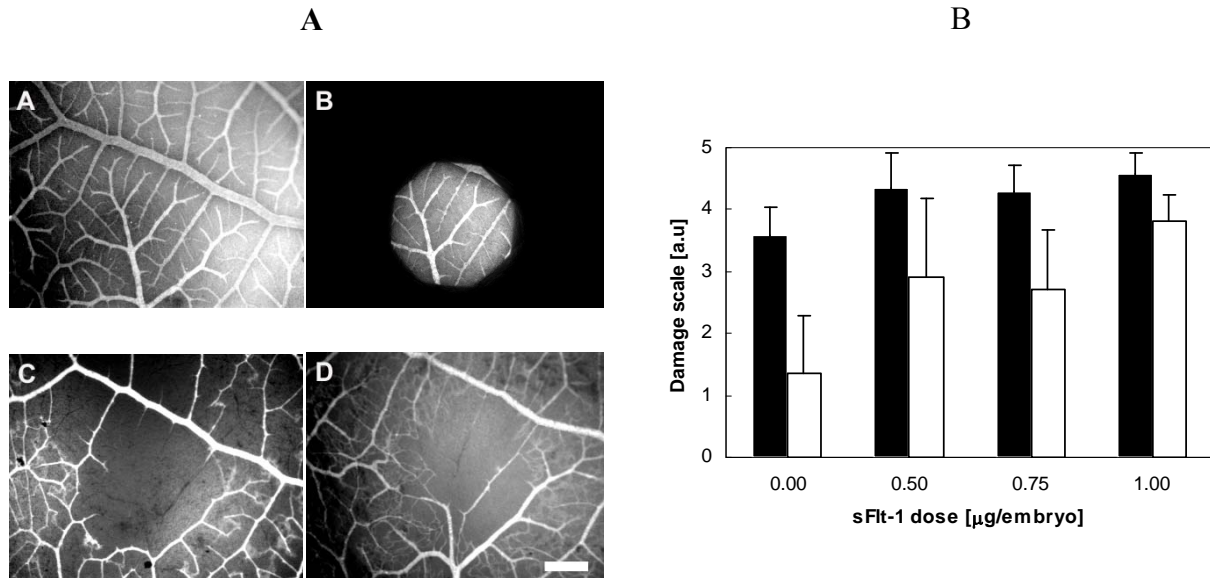 A
B
A
B
C
D
5
4
3
2
1
0
Damage scale [a.u]
0.00 0.50 0.75 1.00
sFlt-1 dose [μg/embryo]